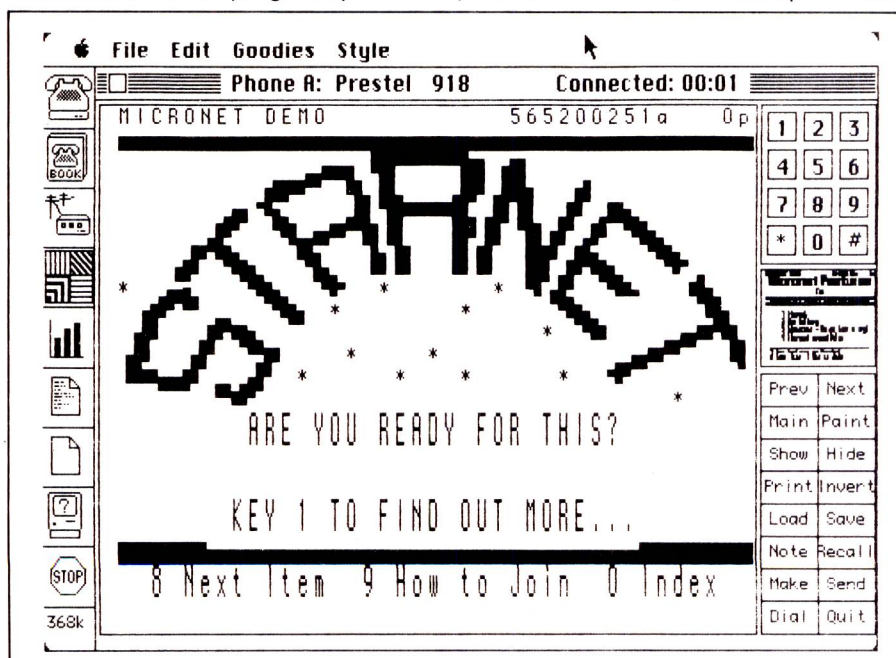 File Edit Goodies Style
Phone A: Prestel 918 Connected: 00:01
MICRONET DEMO 565200251a 0p
STARNET
ARE YOU READY FOR THIS?
KEY 1 TO FIND OUT MORE...
8 Next Item 9 How to Join 0 Index
BOOK
?
STOP
368k
1 2 3
4 5 6
7 8 9
* 0 #
Prev Next
Main Paint
Show Hide
Print Invert
Load Save
Note Recall
Make Send
Dial Quit